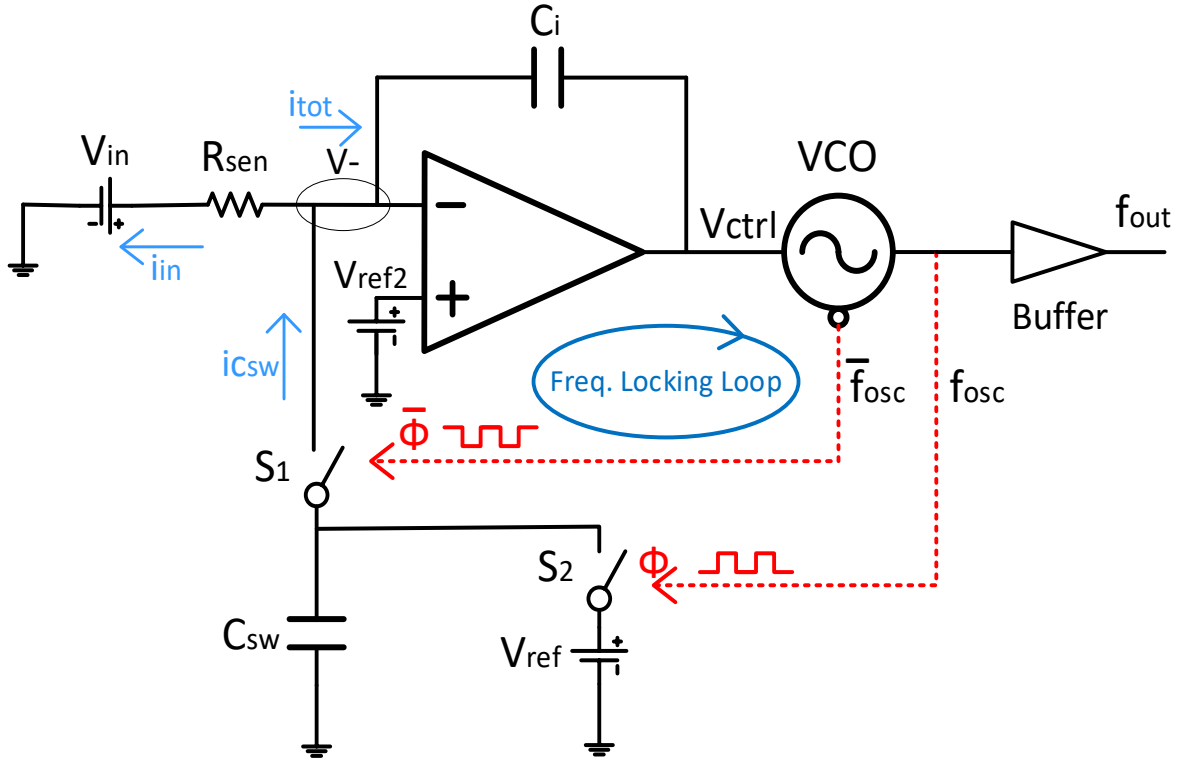 Ci
itot
Vin
Rsen
V-
VCO
- +
−
Vctrl
fout
iin
Vref2
+
+
Buffer
icsw
Freq. Locking Loop
f̅osc
fosc
Φ̅
S1
S2
Φ
Csw
Vref
+